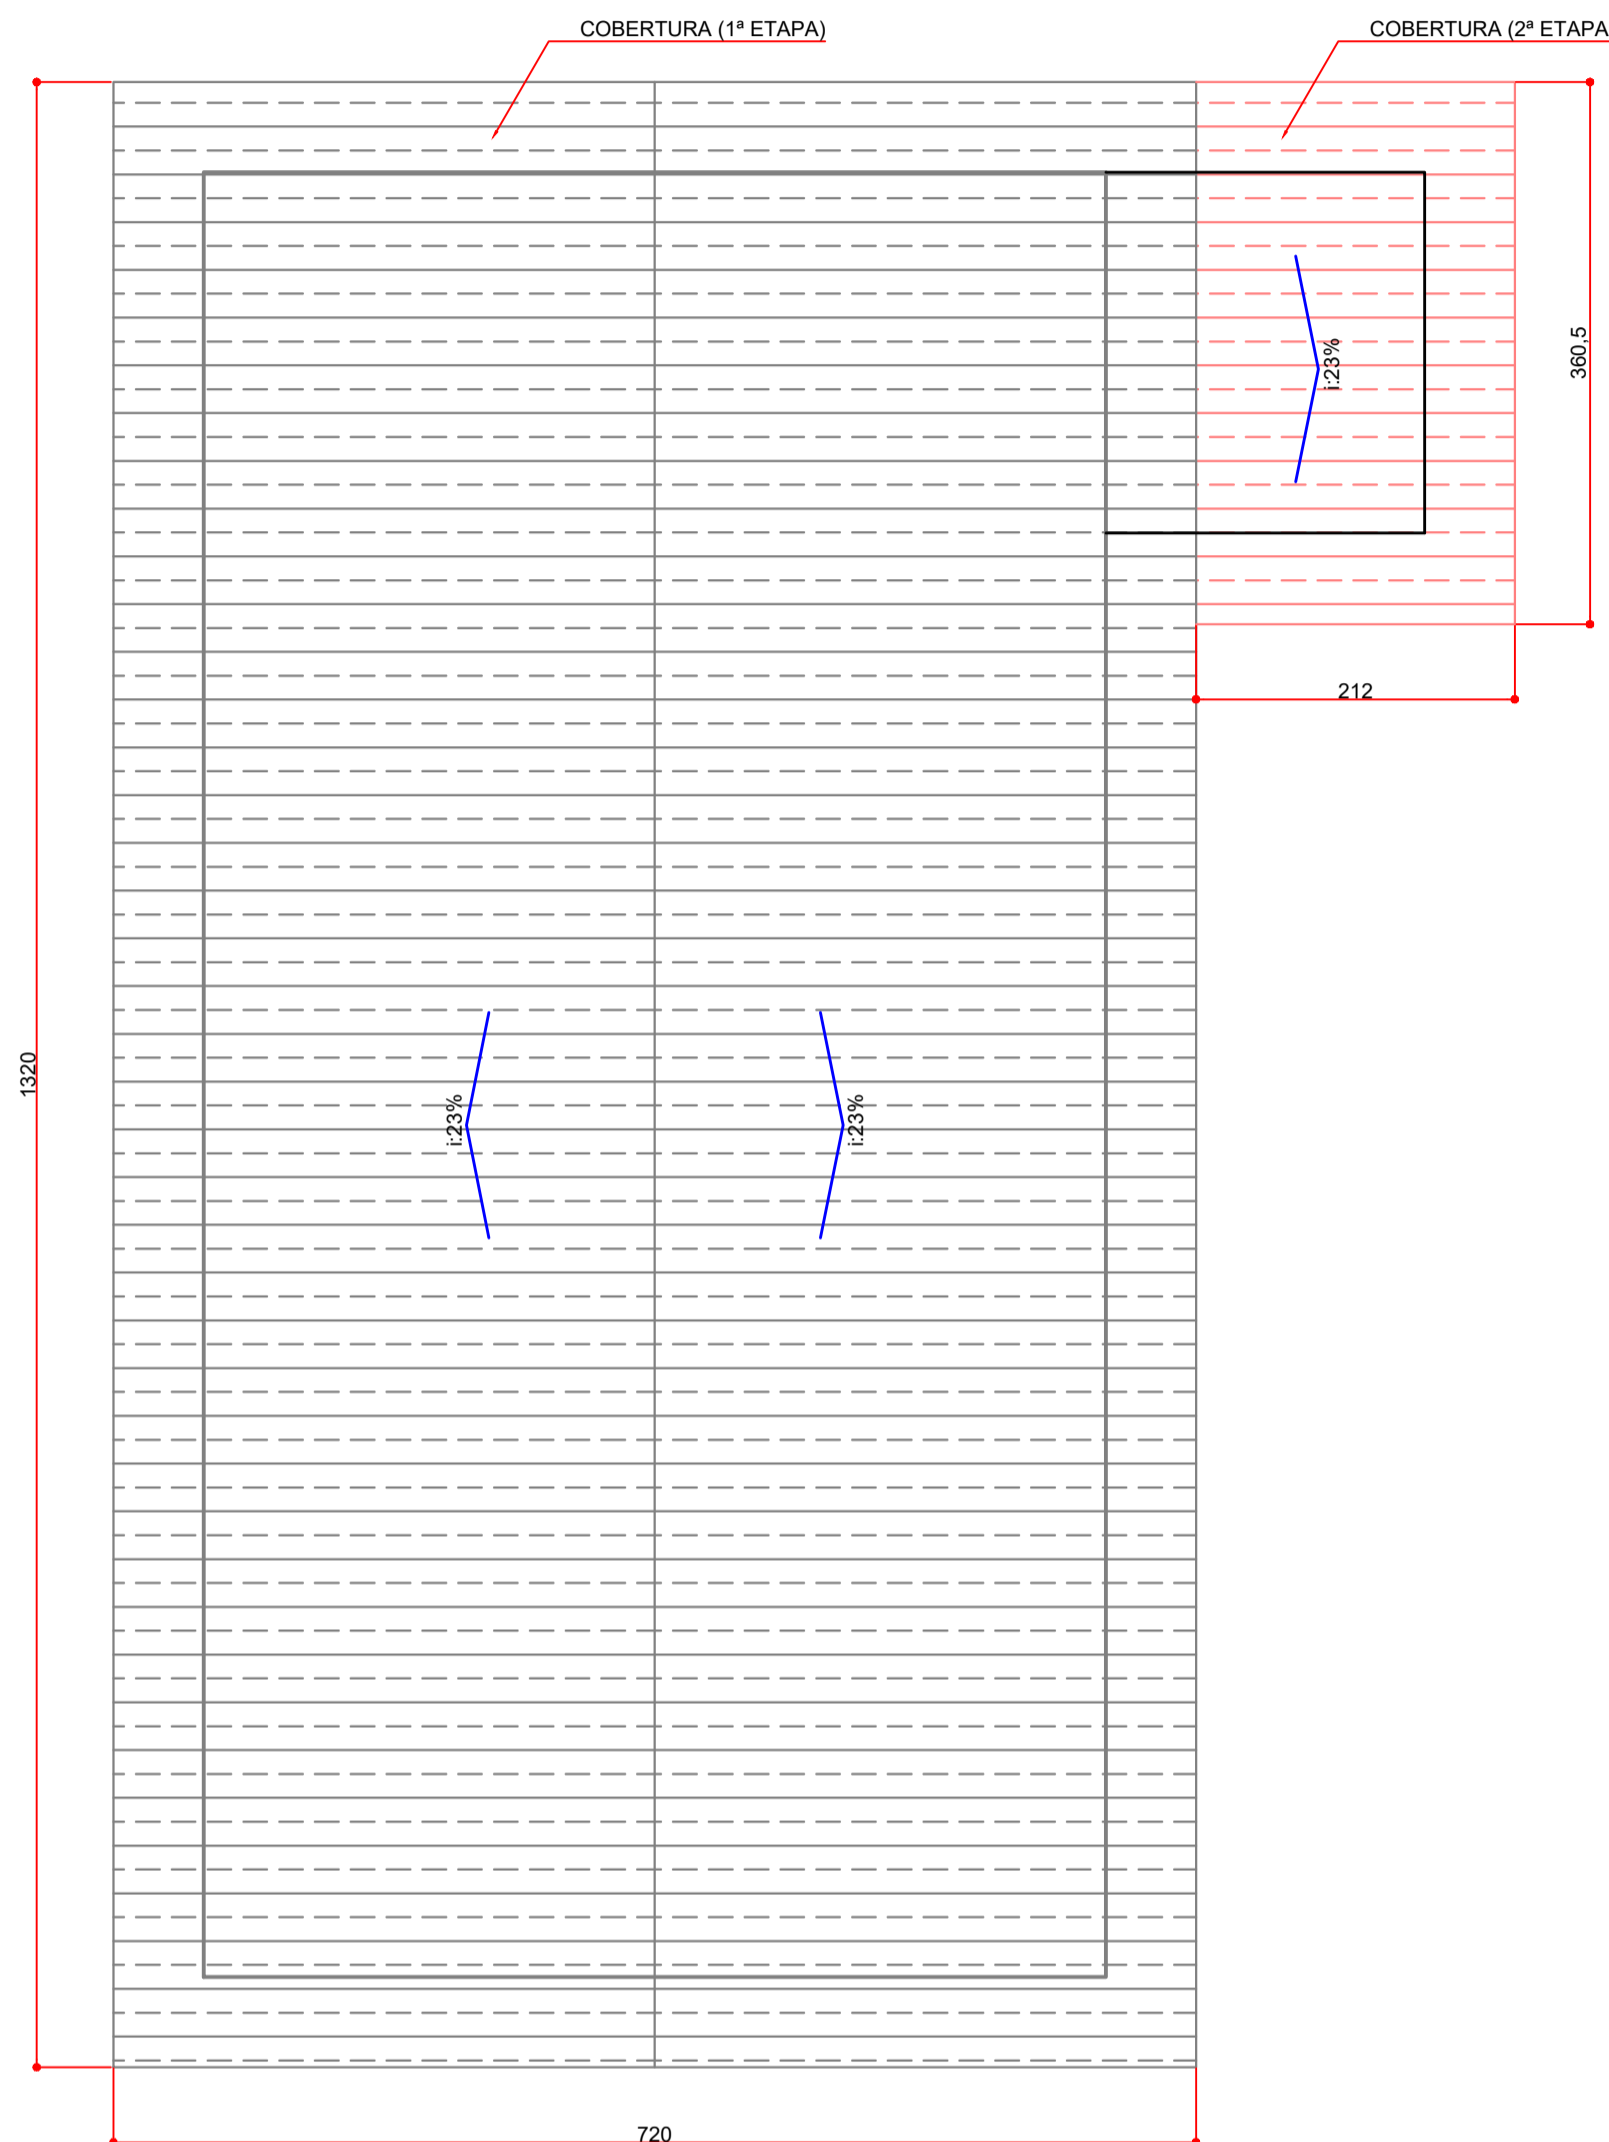 COBERTURA (1ª ETAPA)
COBERTURA (2ª ETAPA
360,5
i:23%
212
1320
i:23%
i:23%
720